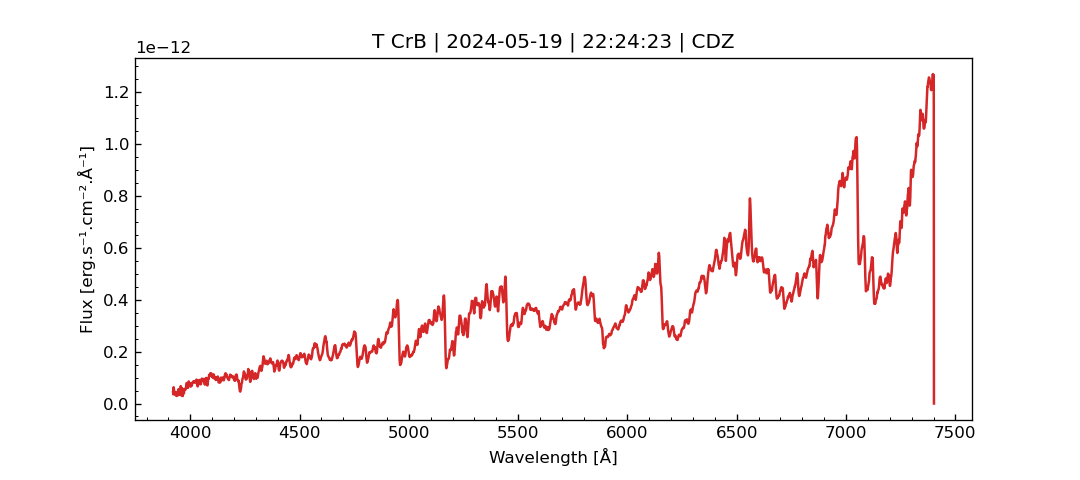 T CrB | 2024-05-19 | 22:24:23 | CDZ
1e−12
1.2
1.0
0.8
0.6
0.4
0.2
0.0
Flux [erg.s⁻¹.cm⁻².Å⁻¹]
4000 4500 5000 5500 6000 6500 7000 7500
Wavelength [Å]